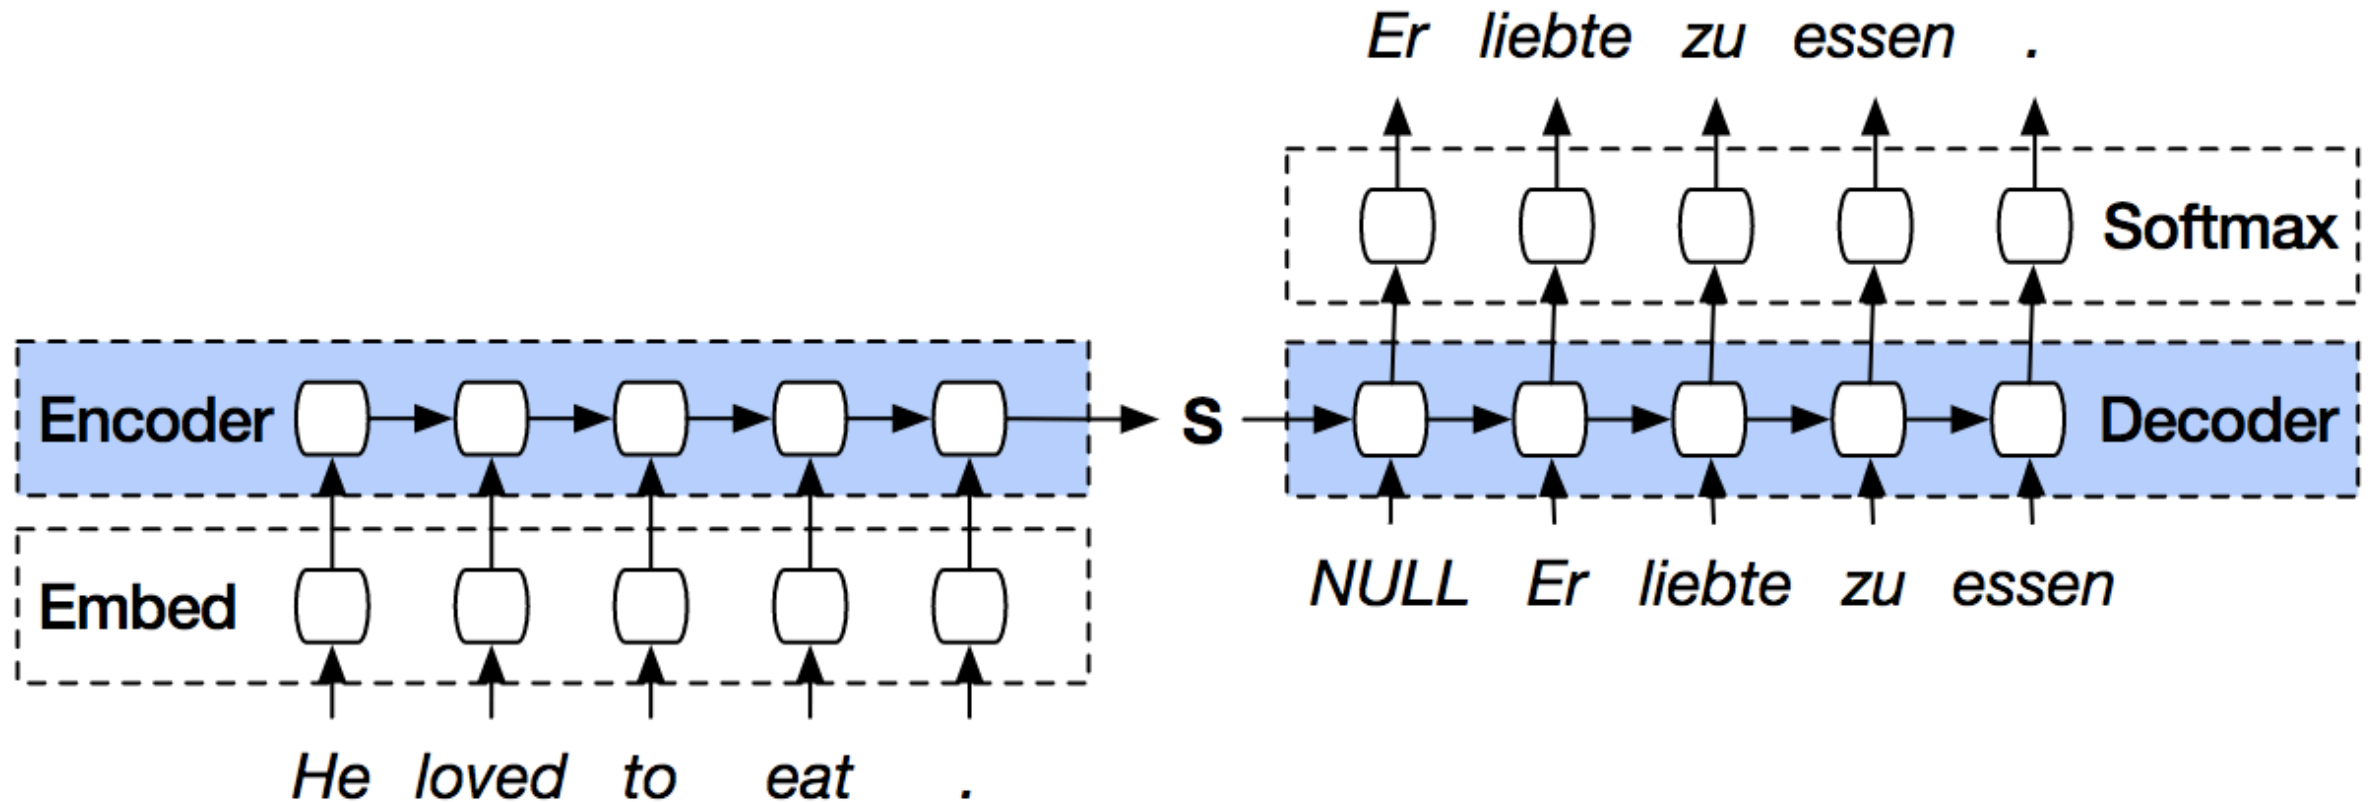 Er liebte zu essen .
Softmax
Encoder
S
Decoder
Embed
NULL Er liebte zu essen
He loved to eat .